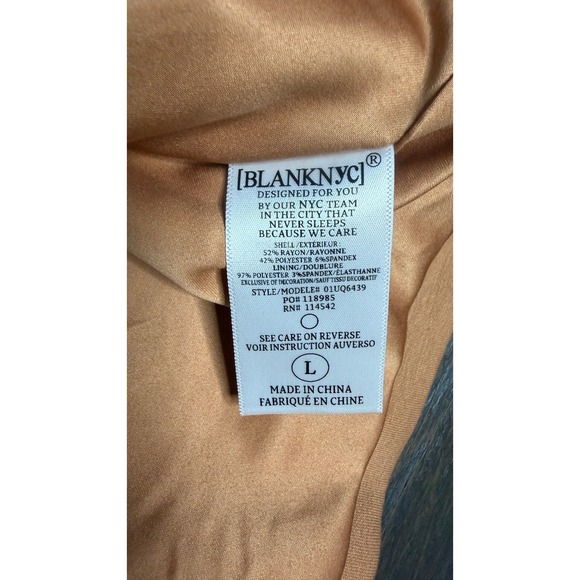 [BLANKNYC]®
DESIGNED FOR YOU
BY OUR NYC TEAM
IN THE CITY THAT
NEVER SLEEPS
BECAUSE WE CARE
SHELL/EXTÉRIEUR:
52% RAYON/RAYONNE
42% POLYESTER 6%SPANDEX
LINING/DOUBLURE
97% POLYESTER 3%SPANDEX/ÉLASTHANNE
EXCLUSIVE OF DECORATION/SAUF TISSU DECORATIF
STYLE/MODELE# 01UQ6439
PO# 118985
RN# 114542
SEE CARE ON REVERSE
VOIR INSTRUCTION AUVERSO
L
MADE IN CHINA
FABRIQUÉ EN CHINE